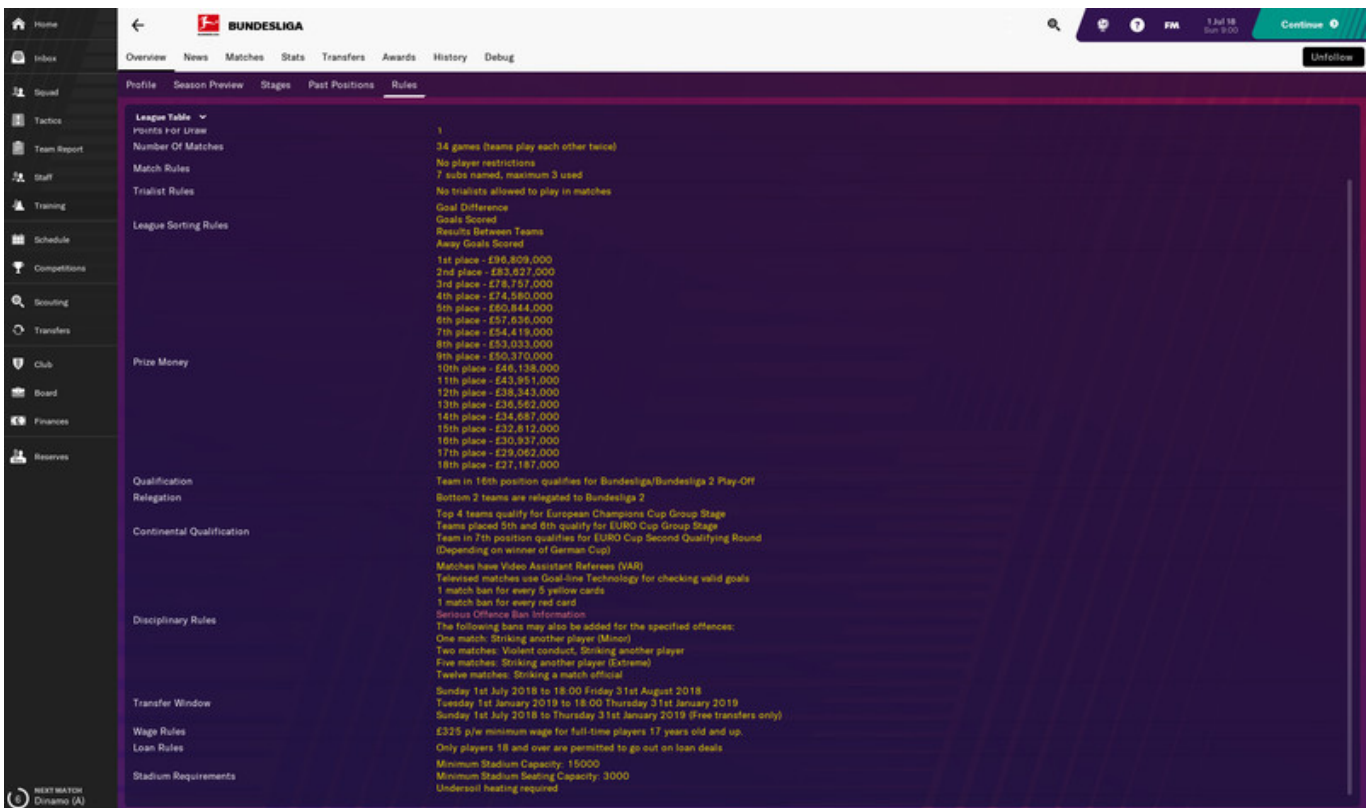 Home
BUNDESLIGA
FM
1 Jul 18
Sun 9:00
Continue
Inbox
Overview News Matches Stats Transfers Awards History Debug
Unfollow
Squad
Profile Season Preview Stages Past Positions Rules
Tactics
Team Report
Staff
Training
Schedule
Competitions
Scouting
Transfers
Club
Board
Finances
Reserves
League Table
Points For Draw 1
Number Of Matches 34 games (teams play each other twice)
Match Rules No player restrictions
7 subs named, maximum 3 used
Trialist Rules No trialists allowed to play in matches
League Sorting Rules Goal Difference
Goals Scored
Results Between Teams
Away Goals Scored
Prize Money 1st place - £96,809,000
2nd place - £83,627,000
3rd place - £78,757,000
4th place - £74,580,000
5th place - £60,844,000
6th place - £57,636,000
7th place - £54,419,000
8th place - £53,033,000
9th place - £50,370,000
10th place - £46,138,000
11th place - £43,951,000
12th place - £38,343,000
13th place - £36,562,000
14th place - £34,687,000
15th place - £32,812,000
16th place - £30,937,000
17th place - £29,062,000
18th place - £27,187,000
Qualification Team in 16th position qualifies for Bundesliga/Bundesliga 2 Play-Off
Relegation Bottom 2 teams are relegated to Bundesliga 2
Continental Qualification Top 4 teams qualify for European Champions Cup Group Stage
Teams placed 5th and 6th qualify for EURO Cup Group Stage
Team in 7th position qualifies for EURO Cup Second Qualifying Round
(Depending on winner of German Cup)
Disciplinary Rules Matches have Video Assistant Referees (VAR)
Televised matches use Goal-line Technology for checking valid goals
1 match ban for every 5 yellow cards
1 match ban for every red card
Serious Offence Ban Information
The following bans may also be added for the specified offences:
One match: Striking another player (Minor)
Two matches: Violent conduct, Striking another player
Five matches: Striking another player (Extreme)
Twelve matches: Striking a match official
Transfer Window Sunday 1st July 2018 to 18:00 Friday 31st August 2018
Tuesday 1st January 2019 to 18:00 Thursday 31st January 2019
Sunday 1st July 2018 to Thursday 31st January 2019 (Free transfers only)
Wage Rules £325 p/w minimum wage for full-time players 17 years old and up.
Loan Rules Only players 18 and over are permitted to go out on loan deals
Stadium Requirements Minimum Stadium Capacity: 15000
Minimum Stadium Seating Capacity: 3000
Undersoil heating required
6 NEXT MATCH
Dinamo (A)